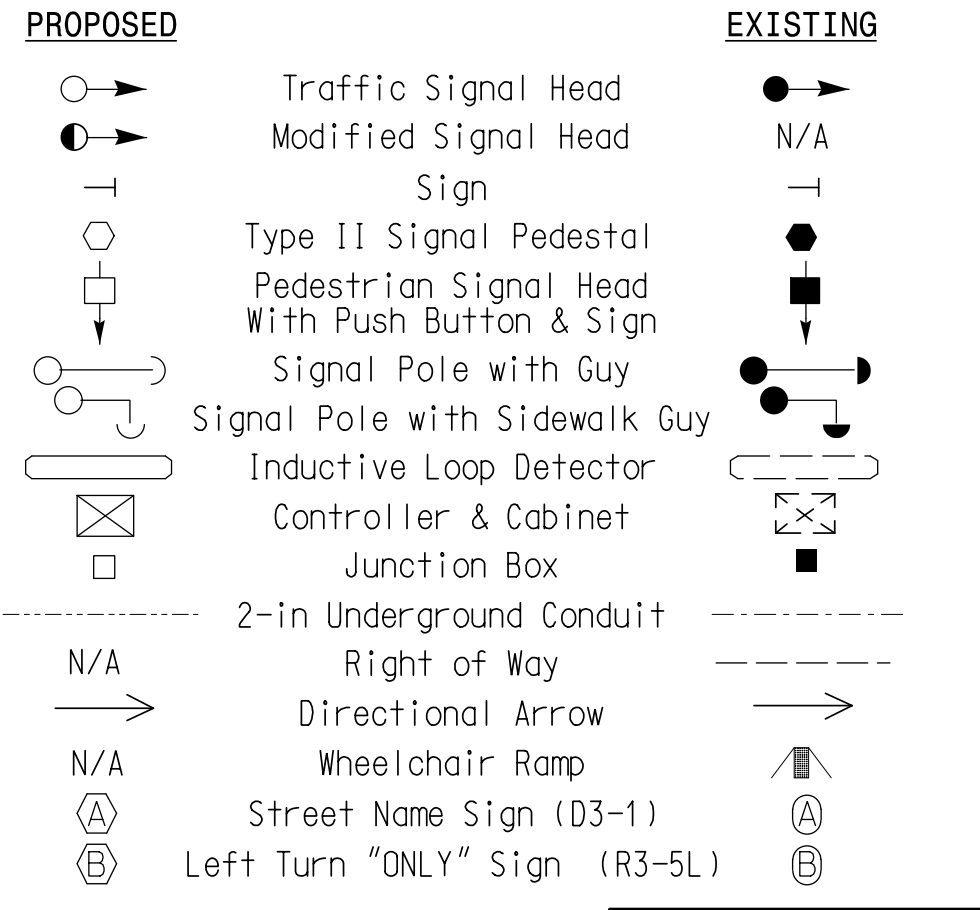 PROPOSED EXISTING
Traffic Signal Head
Modified Signal Head N/A
Sign
Type II Signal Pedestal
Pedestrian Signal Head
With Push Button & Sign
Signal Pole with Guy
Signal Pole with Sidewalk Guy
Inductive Loop Detector
Controller & Cabinet
Junction Box
2-in Underground Conduit
N/A Right of Way
Directional Arrow
N/A Wheelchair Ramp
A Street Name Sign (D3-1) A
B Left Turn "ONLY" Sign (R3-5L) B